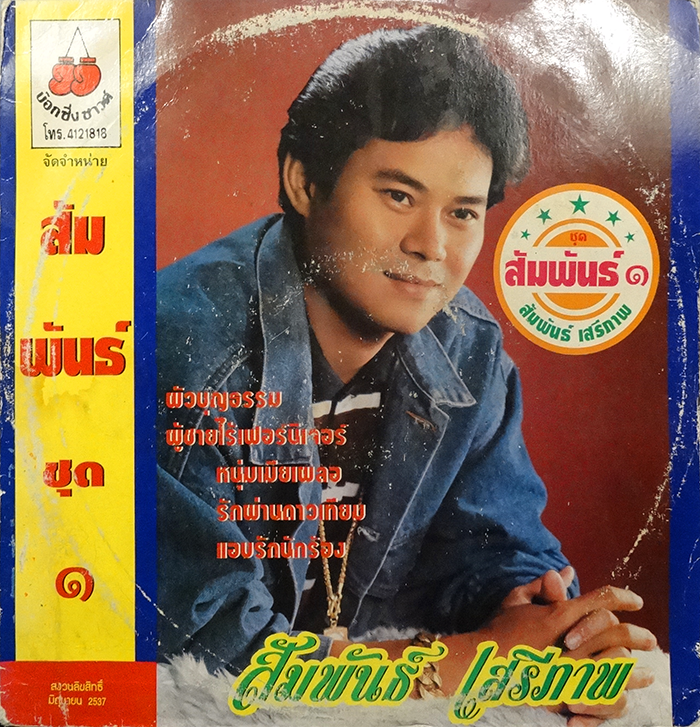 บ๊อกซิ่งซาวด์
โทร.4121818
จัดจำหน่าย
สัม
พันธ์
ชุด
๑
สงวนลิขสิทธิ์
มิถุนายน 2537
ชุด
สัมพันธ์ ๑
สัมพันธ์ เสรีภาพ
ผัวบุญธรรม
ผู้ชายไร้เฟอร์นิเจอร์
หนุ่มเมียเผลอ
รักผ่านดาวเทียม
แอบรักนักร้อง
สัมพันธ์ เสรีภาพ